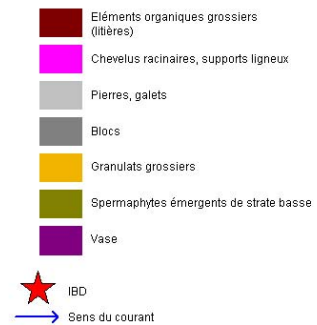 Eléments organiques grossiers
(litières)
Chevelus racinaires, supports ligneux
Pierres, galets
Blocs
Granulats grossiers
Spermaphytes émergents de strate basse
Vase
IBD
Sens du courant